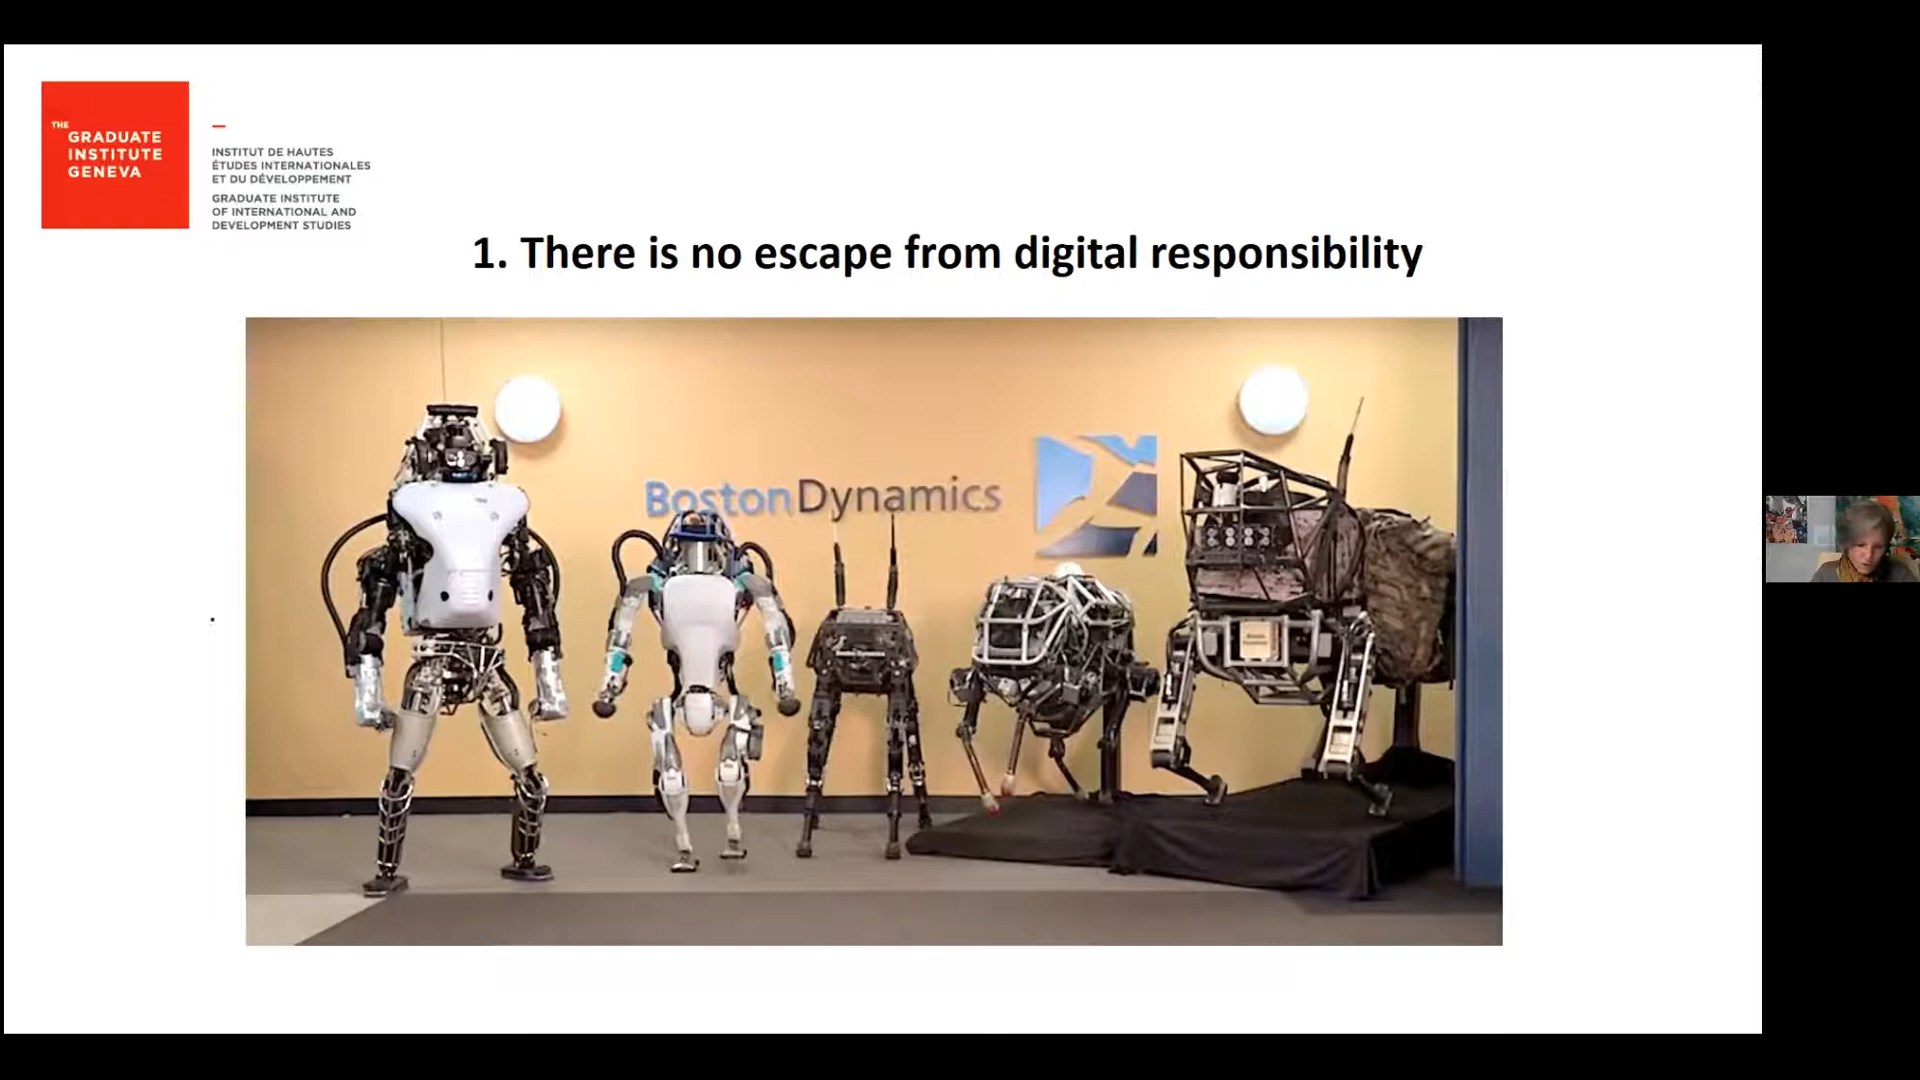 THE
GRADUATE
INSTITUTE
GENEVA
INSTITUT DE HAUTES
ÉTUDES INTERNATIONALES
ET DU DÉVELOPPEMENT
GRADUATE INSTITUTE
OF INTERNATIONAL AND
DEVELOPMENT STUDIES
1. There is no escape from digital responsibility
BostonDynamics